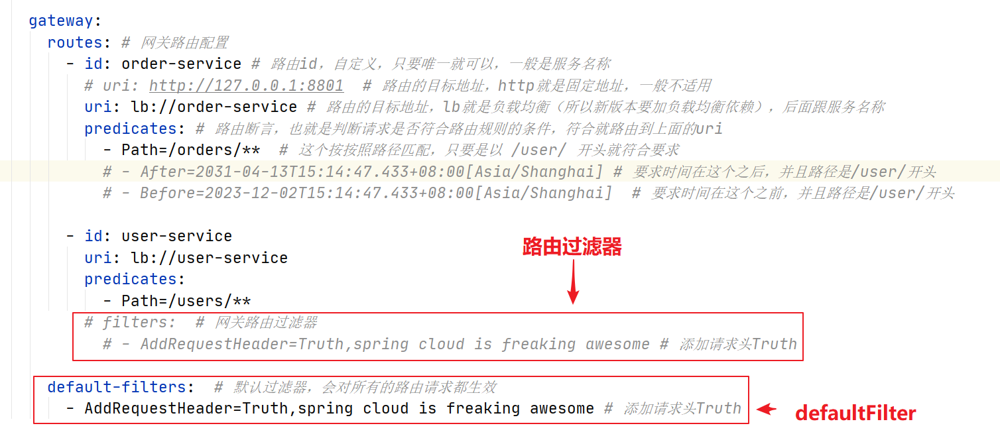 gateway:
routes: # 网关路由配置
- id: order-service # 路由id，自定义，只要唯一就可以，一般是服务名称
# uri: http://127.0.0.1:8801 # 路由的目标地址，http就是固定地址，一般不适用
uri: lb://order-service # 路由的目标地址，lb就是负载均衡（所以新版本要加负载均衡依赖），后面跟服务名称
predicates: # 路由断言，也就是判断请求是否符合路由规则的条件，符合就路由到上面的uri
- Path=/orders/** # 这个按按照路径匹配，只要是以 /user/ 开头就符合要求
# - After=2031-04-13T15:14:47.433+08:00[Asia/Shanghai] # 要求时间在这个之后，并且路径是/user/开头
# - Before=2023-12-02T15:14:47.433+08:00[Asia/Shanghai] # 要求时间在这个之前，并且路径是/user/开头
- id: user-service
路由过滤器
uri: lb://user-service
predicates:
- Path=/users/**
# filters: # 网关路由过滤器
# - AddRequestHeader=Truth,spring cloud is freaking awesome # 添加请求头Truth
default-filters: # 默认过滤器，会对所有的路由请求都生效
- AddRequestHeader=Truth,spring cloud is freaking awesome # 添加请求头Truth
defaultFilter